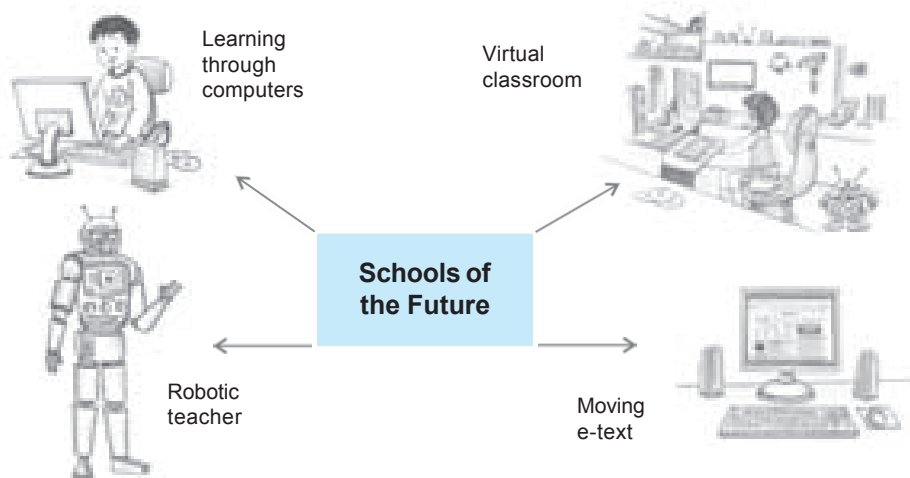 Learning
through
computers
Virtual
classroom
Schools of
the Future
Robotic
teacher
Moving
e-text